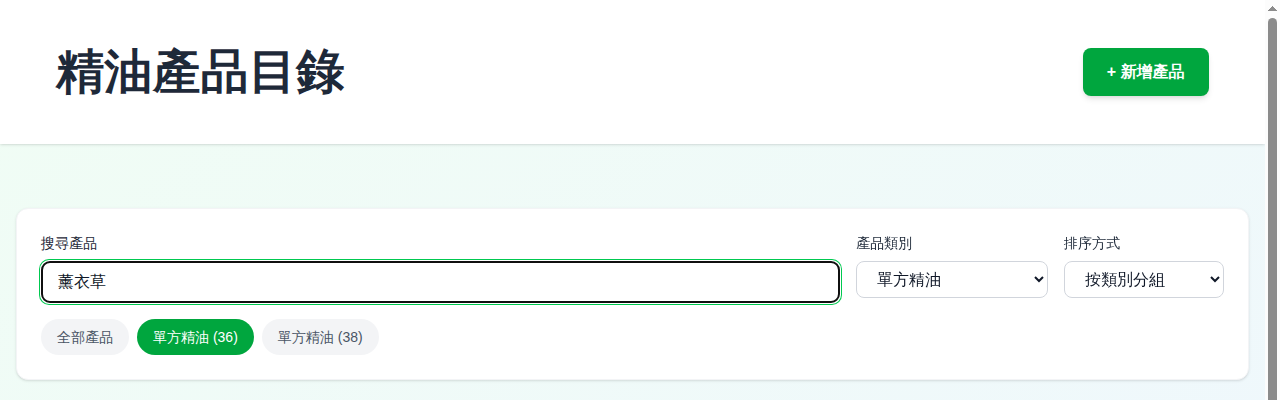 精油產品目錄
+ 新增產品
搜尋產品
產品類別
排序方式
薰衣草
單方精油
按類別分組
全部產品
單方精油 (36)
單方精油 (38)